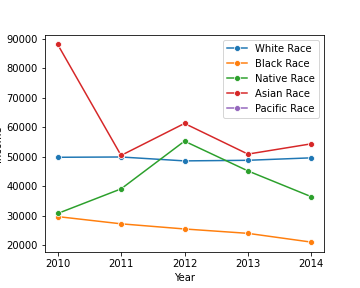 90000
80000
70000
60000
50000
40000
30000
20000
2010 2011 2012 2013 2014
Year
White Race
Black Race
Native Race
Asian Race
Pacific Race